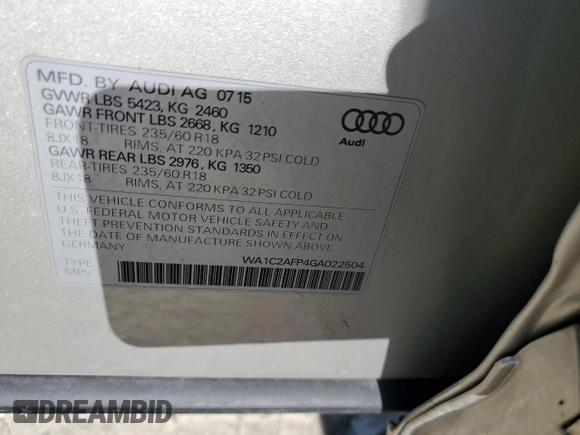 MFD. BY AUDI AG 07 15
GVWR LBS 5423, KG 2460
GAWR FRONT LBS 2668, KG 1210
FRONT-TIRES 235/60 R18
8JX18 RIMS, AT 220 KPA 32 PSI COLD
GAWR REAR LBS 2976, KG 1350
REAR-TIRES 235/60 R18
8JX18 RIMS, AT 220 KPA 32 PSI COLD
THIS VEHICLE CONFORMS TO ALL APPLICABLE
U.S. FEDERAL MOTOR VEHICLE SAFETY AND
THEFT PREVENTION STANDARDS IN EFFECT ON
THE DATE OF MANUFACTURE SHOWN ABOVE
GERMANY
Audi
WA1C2AFP4GA022504
TYPE
MPV
DREAMBID